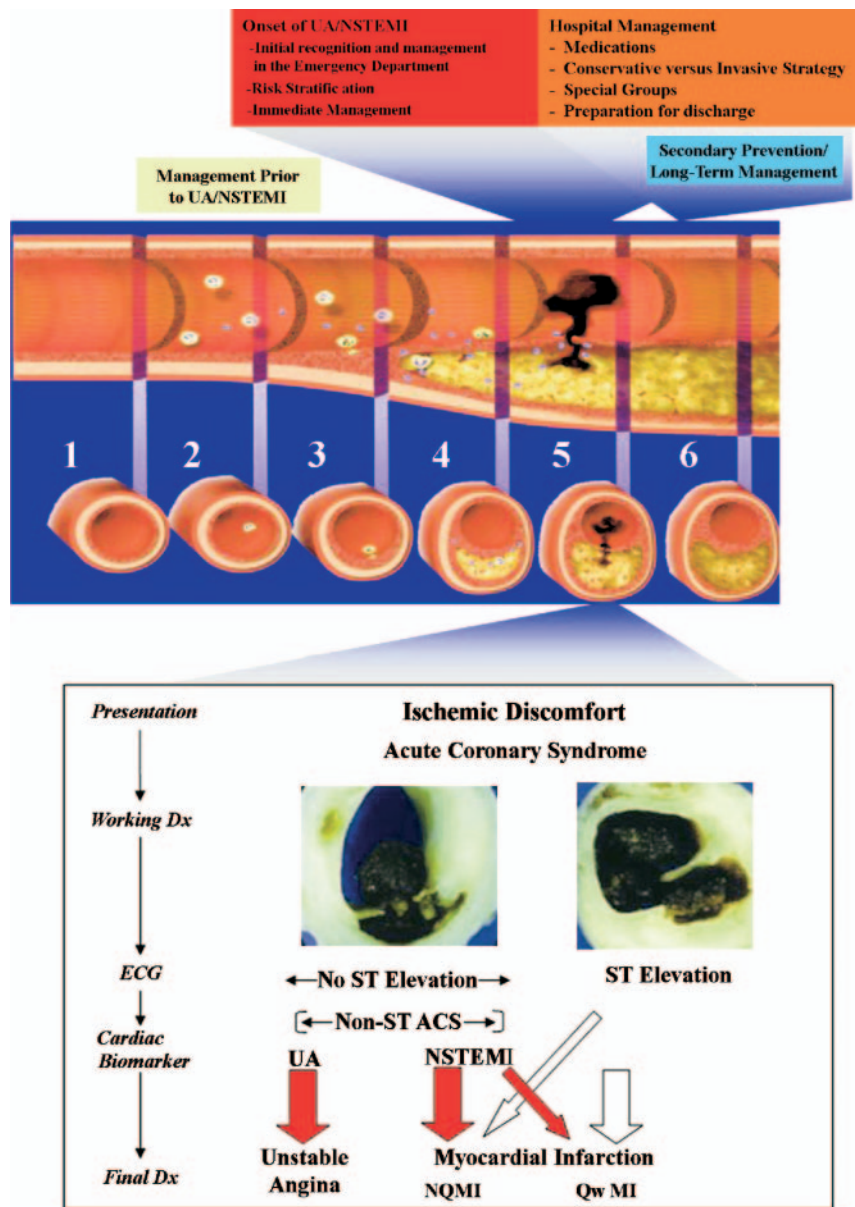 Onset of UA/NSTEMI
-Initial recognition and management
in the Emergency Department
-Risk Stratific ation
-Immediate Management
Hospital Management
- Medications
- Conservative versus Invasive Strategy
- Special Groups
- Preparation for discharge
Secondary Prevention/
Long-Term Management
Management Prior
to UA/NSTEMI
1 2 3 4 5 6
Presentation
Ischemic Discomfort
Acute Coronary Syndrome
Working Dx
ECG
No ST Elevation
ST Elevation
Non-ST ACS
Cardiac
Biomarker
UA
NSTEMI
Final Dx
Unstable
Angina
Myocardial Infarction
NQMI
Qw MI